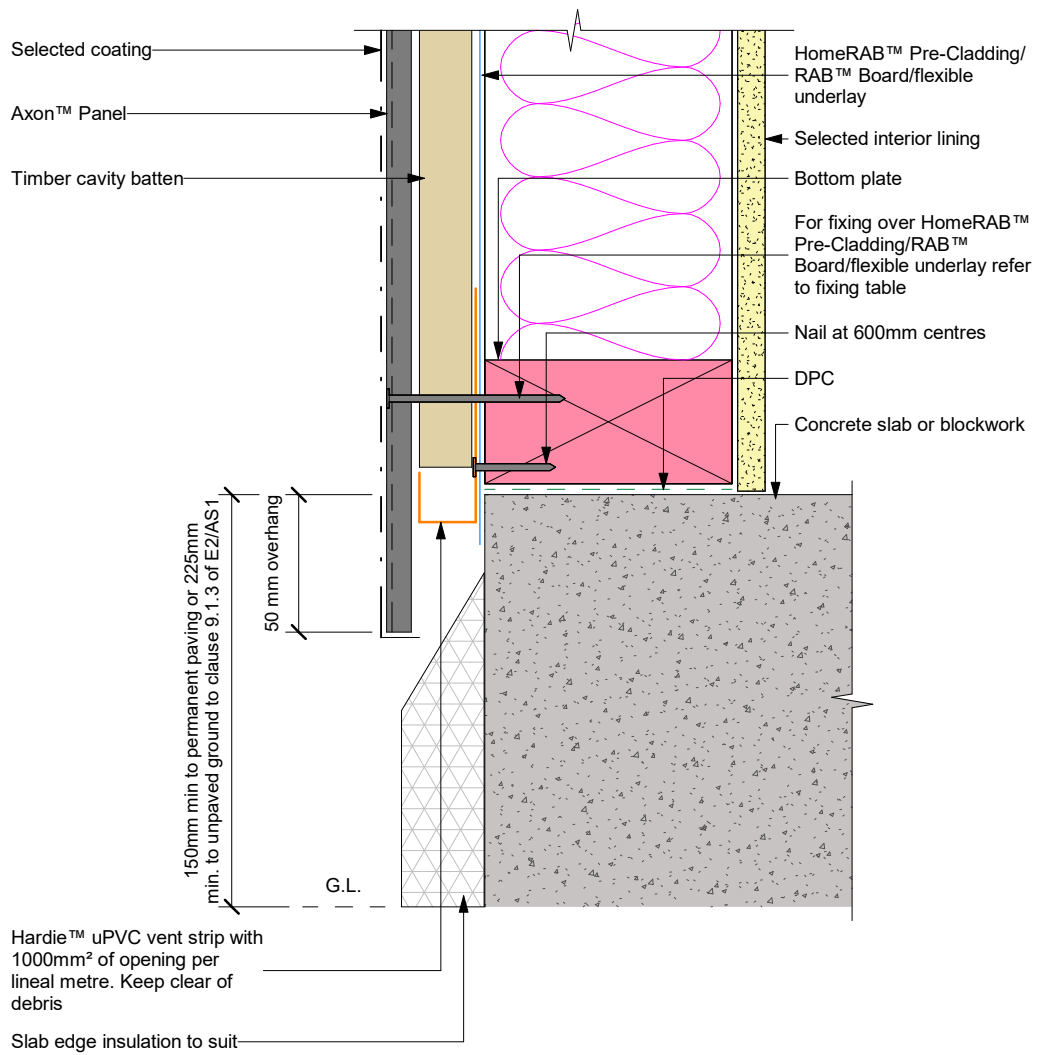 Selected coating
Axon™ Panel
Timber cavity batten
HomeRAB™ Pre-Cladding/
RAB™ Board/flexible
underlay
Selected interior lining
Bottom plate
For fixing over HomeRAB™
Pre-Cladding/RAB™
Board/flexible underlay refer
to fixing table
Nail at 600mm centres
DPC
Concrete slab or blockwork
150mm min to permanent paving or 225mm
min. to unpaved ground to clause 9.1.3 of E2/AS1
50 mm overhang
G.L.
Hardie™ uPVC vent strip with
1000mm² of opening per
lineal metre. Keep clear of
debris
Slab edge insulation to suit